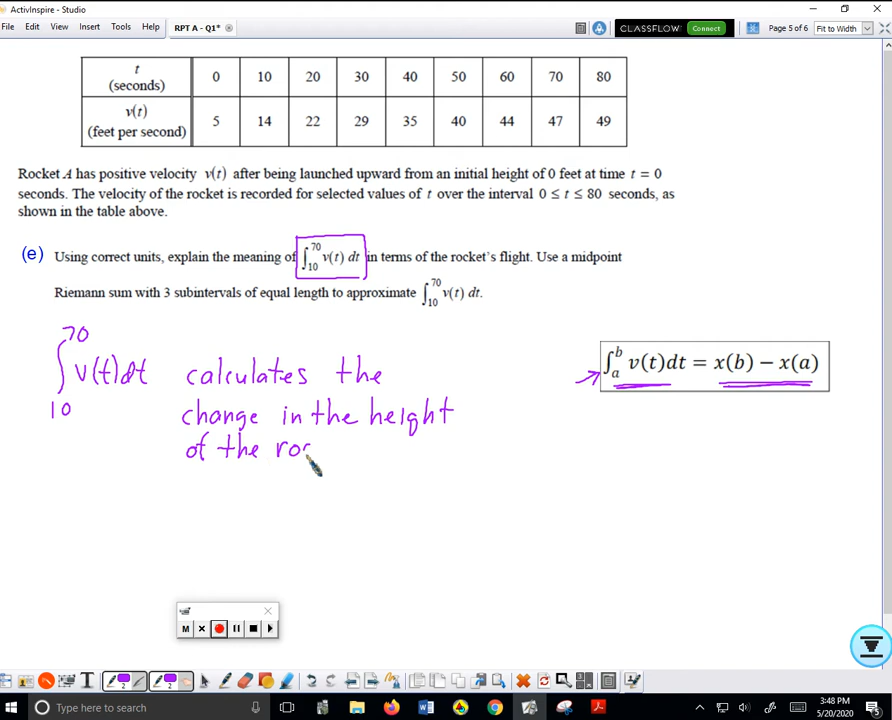 ActivInspire - Studio
File Edit View Insert Tools Help RPT A - Q1* CLASSFLOW Connect Page 5 of 6 Fit to Width
t (seconds) 0 10 20 30 40 50 60 70 80
v(t) (feet per second) 5 14 22 29 35 40 44 47 49
Rocket A has positive velocity v(t) after being launched upward from an initial height of 0 feet at time t = 0
seconds. The velocity of the rocket is recorded for selected values of t over the interval 0 ≤ t ≤ 80 seconds, as
shown in the table above.
(e) Using correct units, explain the meaning of ∫₁₀⁷⁰ v(t) dt in terms of the rocket's flight. Use a midpoint
Riemann sum with 3 subintervals of equal length to approximate ∫₁₀⁷⁰ v(t) dt.
∫ₐᵇ v(t)dt = x(b) − x(a)
∫₁₀⁷⁰ v(t)dt calculates the
change in the height
of the ro
M
T 2 2
Type here to search 3:48 PM
5/20/2020 5